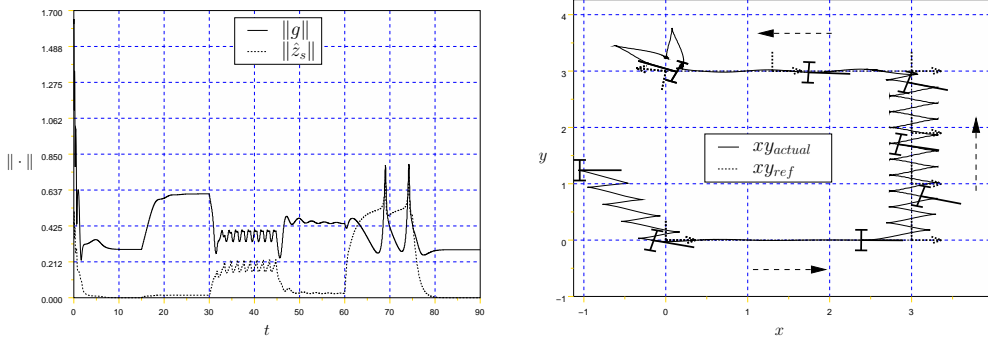 1.700
1.488
1.275
1.062
0.850
0.637
0.425
0.212
0.000
‖ · ‖
0 10 20 30 40 50 60 70 80 90
t
‖g‖
‖ẑₛ‖
4
3
2
1
0
−1
y
−1 0 1 2 3
x
xy_actual
xy_ref